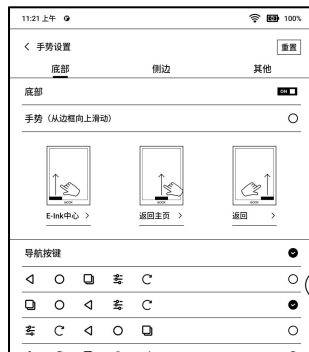 11:21 上午 100%
手势设置 重置
底部 侧边 其他
底部 ON
手势（从边框向上滑动）
E-Ink中心 返回主页 返回
导航按键